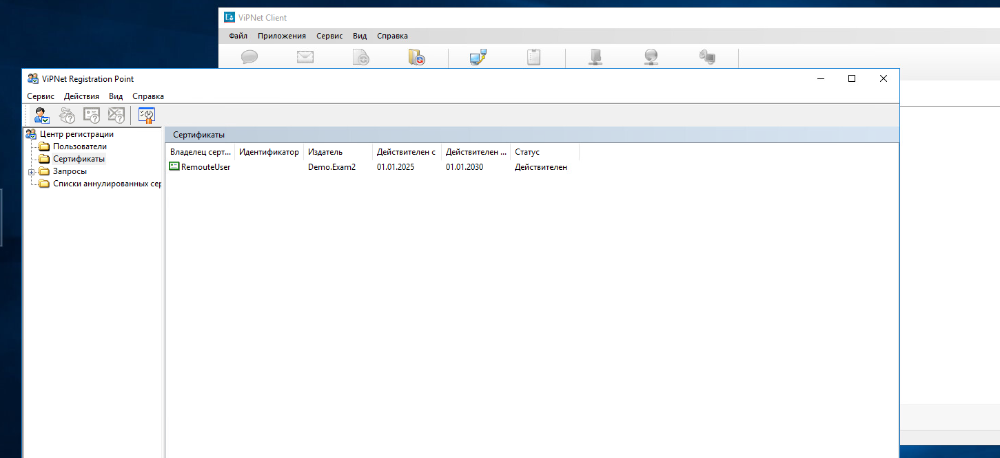 ViPNet Client
Файл Приложения Сервис Вид Справка
ViPNet Registration Point
Сервис Действия Вид Справка
Центр регистрации
Пользователи
Сертификаты
Запросы
Списки аннулированных сер
Сертификаты
Владелец серт... Идентификатор Издатель Действителен с Действителен ... Статус
RemouteUser Demo.Exam2 01.01.2025 01.01.2030 Действителен